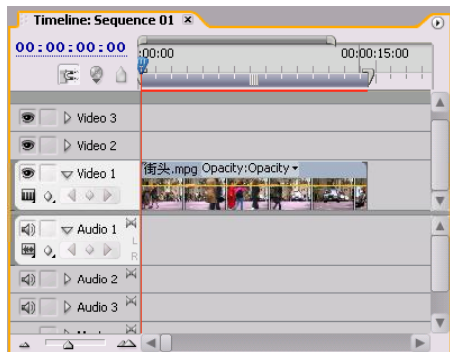 Timeline: Sequence 01
00:00:00:00
:00:00
00:00:15:00
Video 3
Video 2
Video 1
街头.mpg Opacity:Opacity
Audio 1
L
R
Audio 2
Audio 3